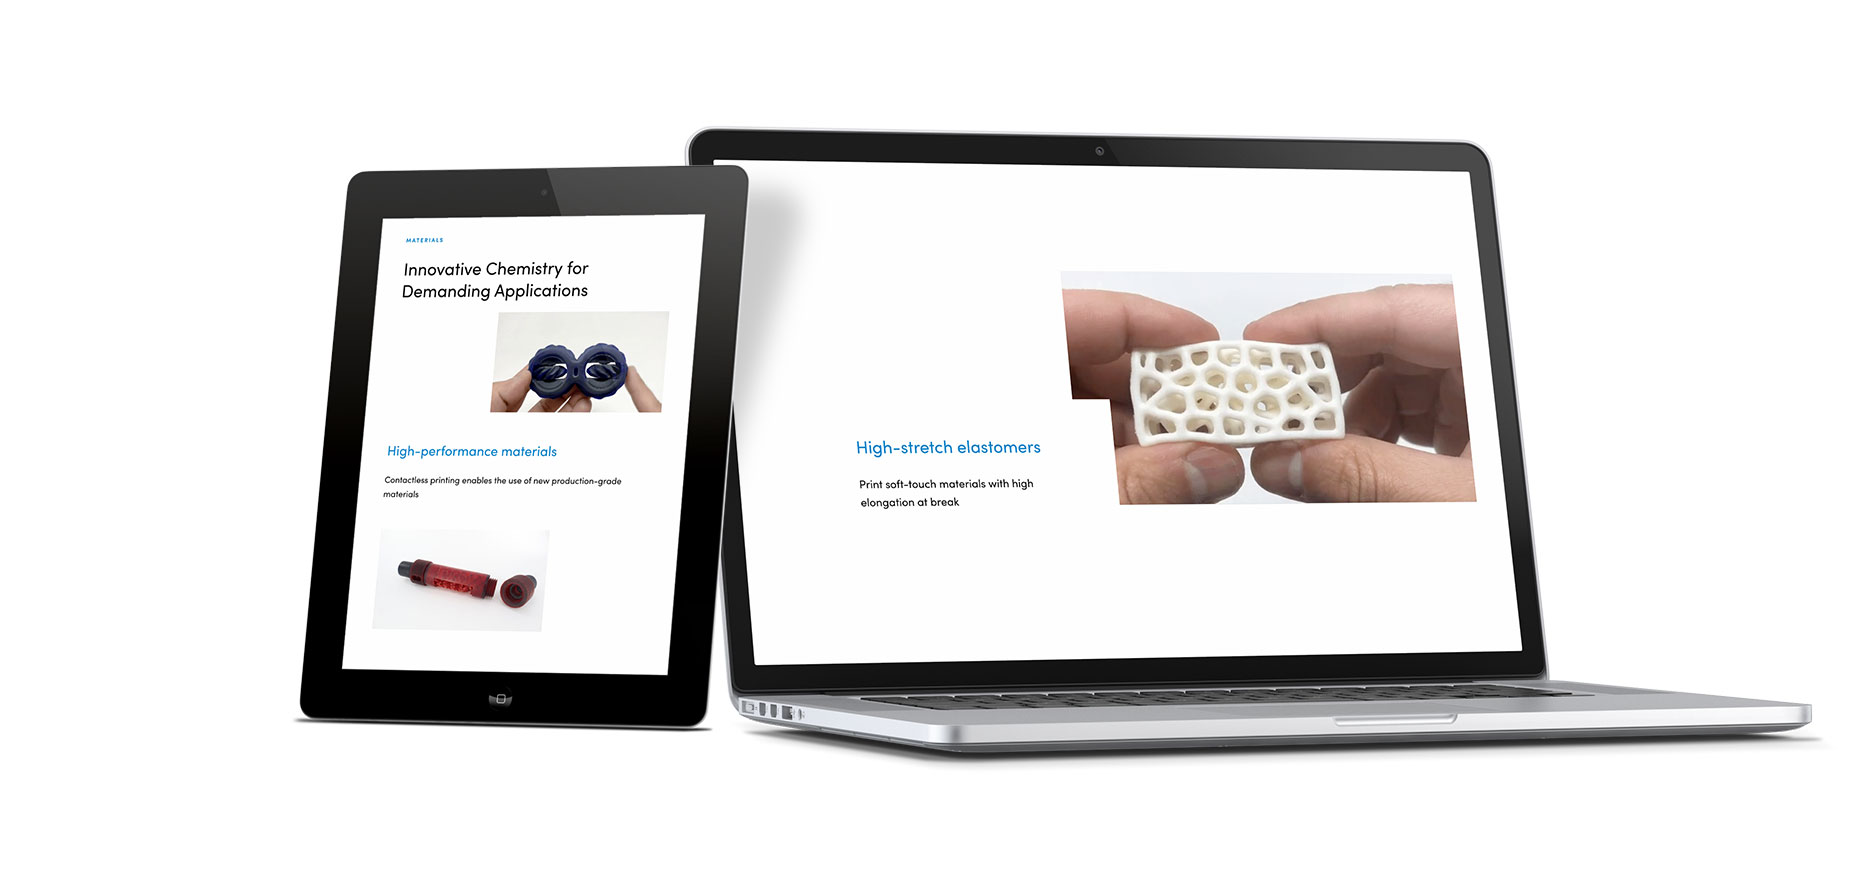 MATERIALS
Innovative Chemistry for
Demanding Applications
High-performance materials
Contactless printing enables the use of new production-grade
materials
High-stretch elastomers
Print soft-touch materials with high
elongation at break